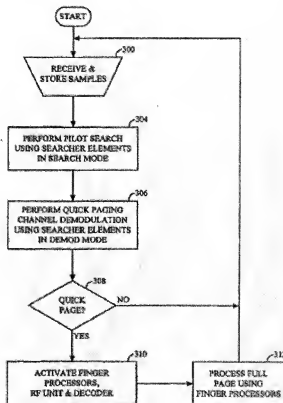 START
300
RECEIVE &
STORE SAMPLES
304
PERFORM PILOT SEARCH
USING SEARCHER ELEMENTS
IN SEARCH MODE
306
PERFORM QUICK PAGING
CHANNEL DEMODULATION
USING SEARCHER ELEMENTS
IN DEMOD MODE
308
QUICK
PAGE?
NO
YES
310
ACTIVATE FINGER
PROCESSORS,
RF UNIT & DECODER
PROCESS FULL
PAGE USING
FINGER PROCESSORS